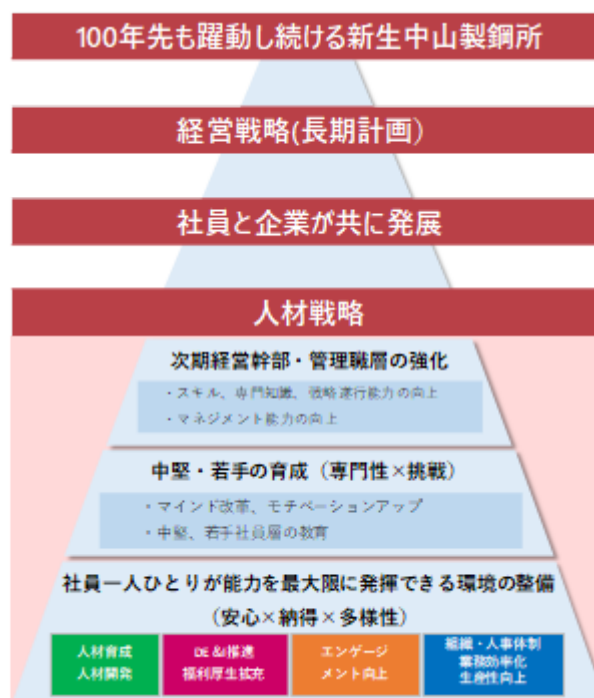 100年先も躍動し続ける新生中山製鋼所
経営戦略(長期計画)
社員と企業が共に発展
人材戦略
次期経営幹部・管理職層の強化
・スキル、専門知識、戦略遂行能力の向上
・マネジメント能力の向上
中堅・若手の育成(専門性×挑戦)
・マインド改革、モチベーションアップ
・中堅、若手社員層の教育
社員一人ひとりが能力を最大限に発揮できる環境の整備
(安心×納得×多様性)
人材育成
人材開発
DE&I推進
福利厚生拡充
エンゲージ
メント向上
組織・人事体制
業務効率化
生産性向上